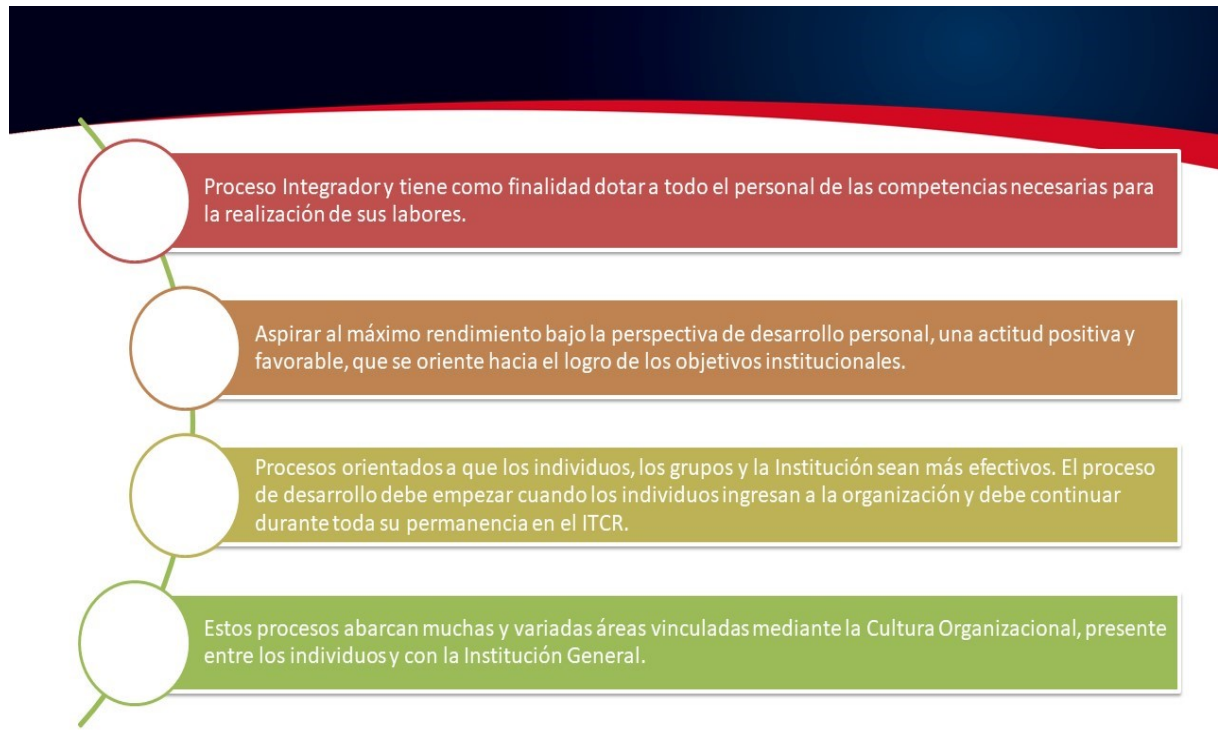 Proceso Integrador y tiene como finalidad dotar a todo el personal de las competencias necesarias para
la realización de sus labores.
Aspirar al máximo rendimiento bajo la perspectiva de desarrollo personal, una actitud positiva y
favorable, que se oriente hacia el logro de los objetivos institucionales.
Procesos orientados a que los individuos, los grupos y la Institución sean más efectivos. El proceso
de desarrollo debe empezar cuando los individuos ingresan a la organización y debe continuar
durante toda su permanencia en el ITCR.
Estos procesos abarcan muchas y variadas áreas vinculadas mediante la Cultura Organizacional, presente
entre los individuos y con la Institución General.